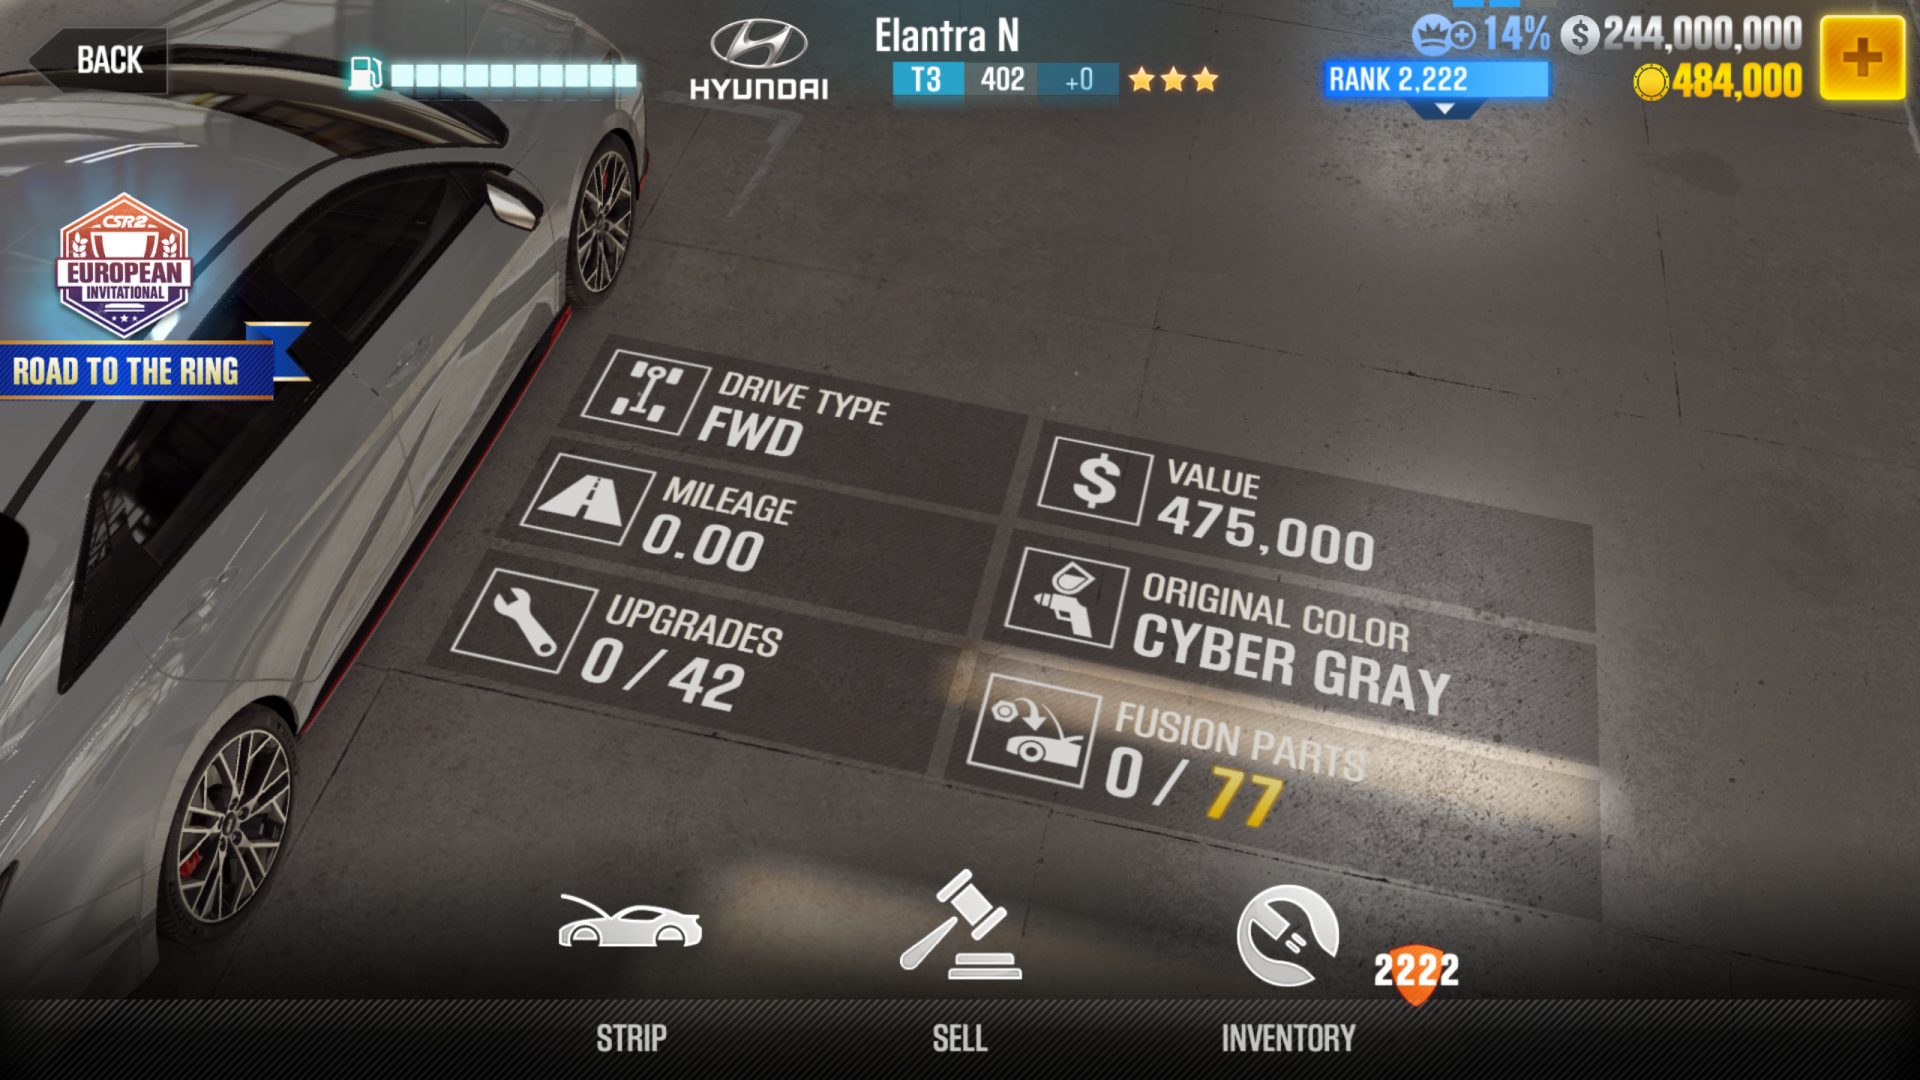 BACK
HYUNDAI
Elantra N
T3 402 +0
14%
244,000,000
RANK 2,222
484,000
CSR2
EUROPEAN
INVITATIONAL
ROAD TO THE RING
DRIVE TYPE
FWD
MILEAGE
0.00
UPGRADES
0 / 42
VALUE
475,000
ORIGINAL COLOR
CYBER GRAY
FUSION PARTS
0 / 77
2222
STRIP
SELL
INVENTORY